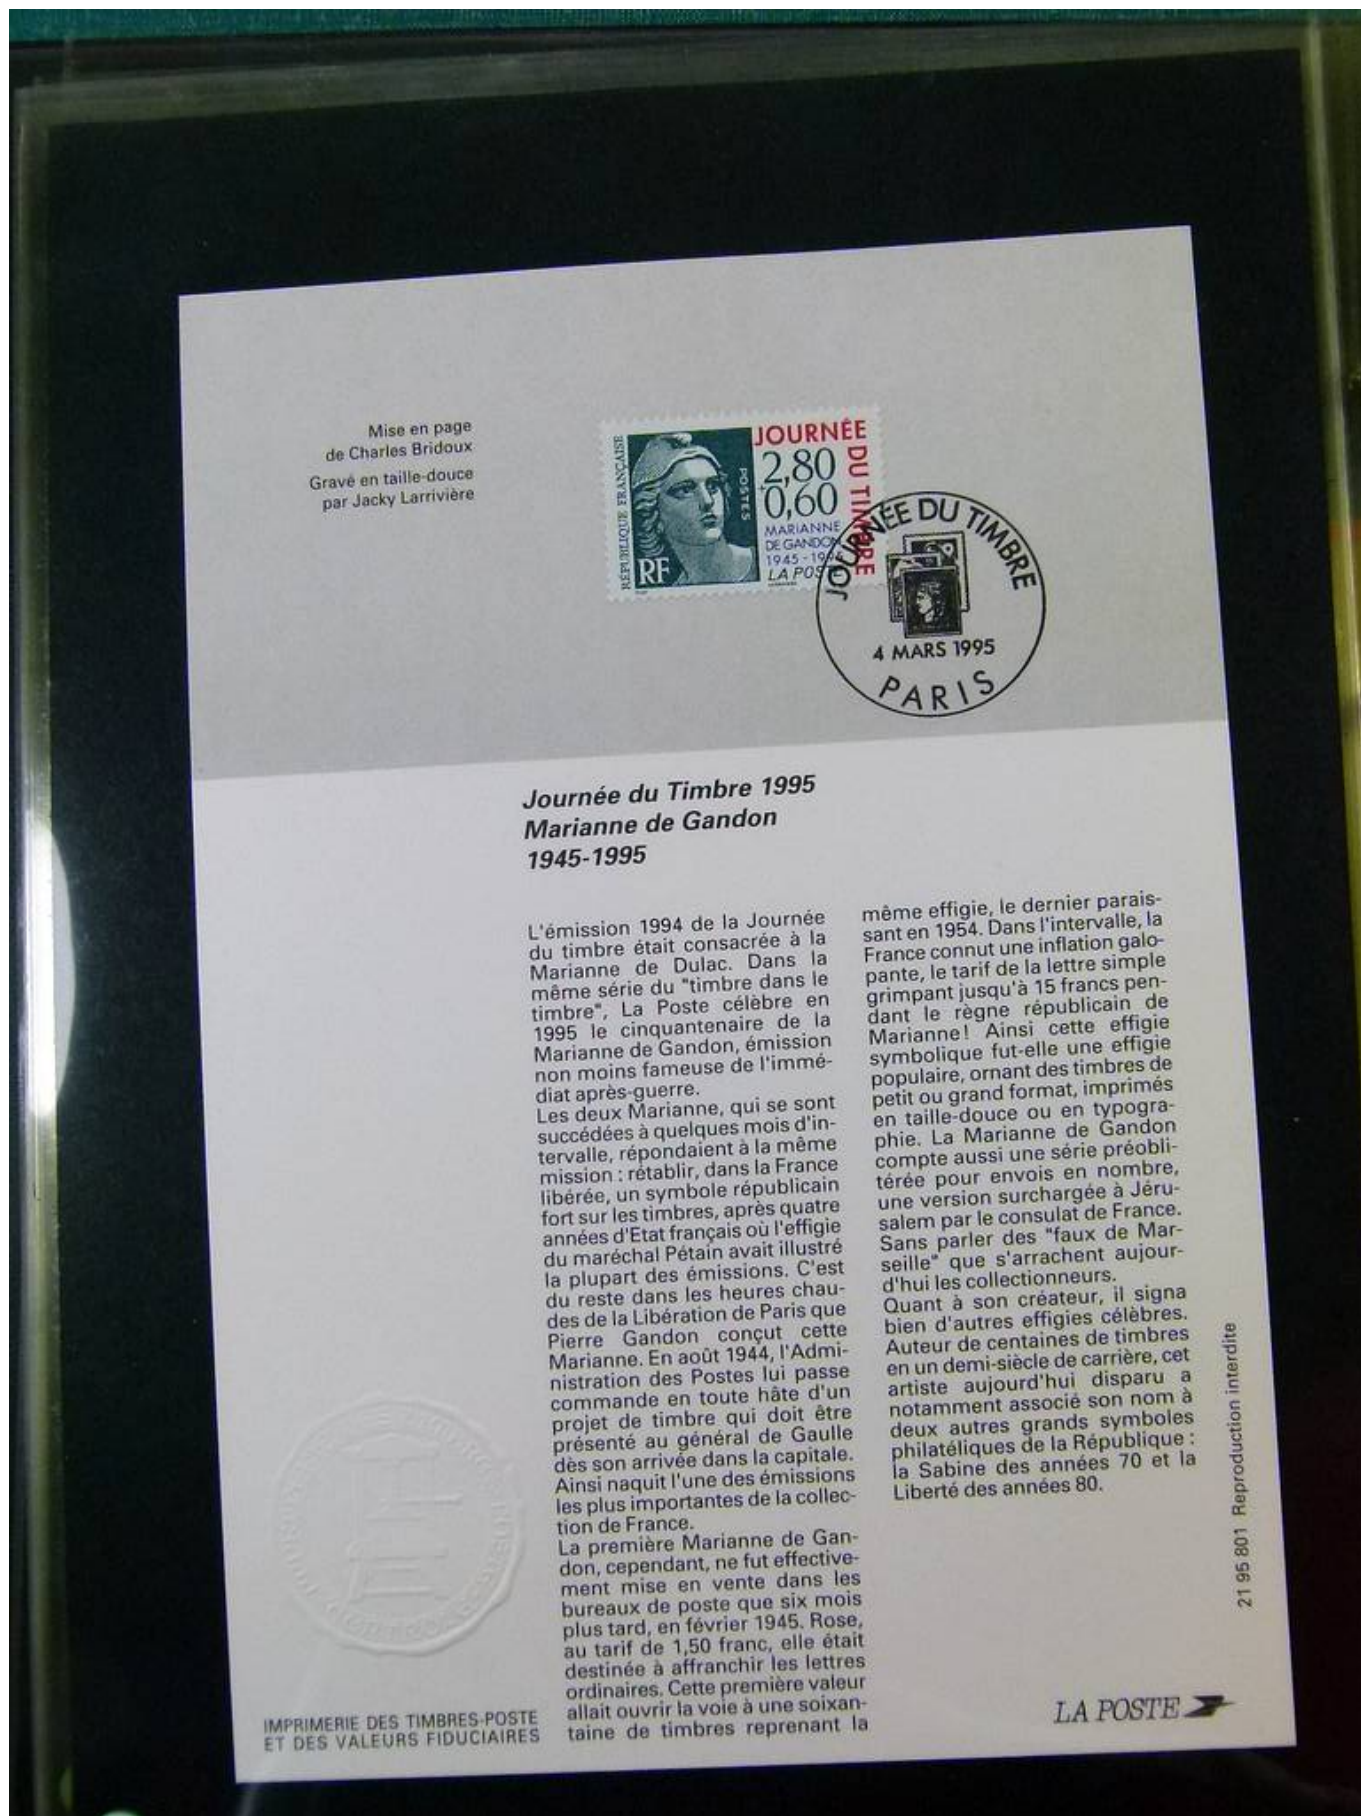 Mise en page
de Charles Bridoux
Gravé en taille-douce
par Jacky Larrivière
RÉPUBLIQUE FRANÇAISE
RF
POSTES
JOURNÉE
DU TIMBRE
2,80
0,60
MARIANNE
DE GANDON
1945-1995
LA POSTE
JOURNÉE DU TIMBRE
4 MARS 1995
PARIS
Journée du Timbre 1995
Marianne de Gandon
1945-1995
L'émission 1994 de la Journée
du timbre était consacrée à la
Marianne de Dulac. Dans la
même série du "timbre dans le
timbre", La Poste célèbre en
1995 le cinquantenaire de la
Marianne de Gandon, émission
non moins fameuse de l'immé-
diat après-guerre.
Les deux Marianne, qui se sont
succédées à quelques mois d'in-
tervalle, répondaient à la même
mission : rétablir, dans la France
libérée, un symbole républicain
fort sur les timbres, après quatre
années d'Etat français où l'effigie
du maréchal Pétain avait illustré
la plupart des émissions. C'est
du reste dans les heures chau-
des de la Libération de Paris que
Pierre Gandon conçut cette
Marianne. En août 1944, l'Admi-
nistration des Postes lui passe
commande en toute hâte d'un
projet de timbre qui doit être
présenté au général de Gaulle
dès son arrivée dans la capitale.
Ainsi naquit l'une des émissions
les plus importantes de la collec-
tion de France.
La première Marianne de Gan-
don, cependant, ne fut effective-
ment mise en vente dans les
bureaux de poste que six mois
plus tard, en février 1945. Rose,
au tarif de 1,50 franc, elle était
destinée à affranchir les lettres
ordinaires. Cette première valeur
allait ouvrir la voie à une soixan-
taine de timbres reprenant la
même effigie, le dernier parais-
sant en 1954. Dans l'intervalle, la
France connut une inflation galo-
pante, le tarif de la lettre simple
grimpant jusqu'à 15 francs pen-
dant le règne républicain de
Marianne! Ainsi cette effigie
symbolique fut-elle une effigie
populaire, ornant des timbres de
petit ou grand format, imprimés
en taille-douce ou en typogra-
phie. La Marianne de Gandon
compte aussi une série préobli-
térée pour envois en nombre,
une version surchargée à Jéru-
salem par le consulat de France.
Sans parler des "faux de Mar-
seille" que s'arrachent aujour-
d'hui les collectionneurs.
Quant à son créateur, il signa
bien d'autres effigies célèbres.
Auteur de centaines de timbres
en un demi-siècle de carrière, cet
artiste aujourd'hui disparu a
notamment associé son nom à
deux autres grands symboles
philatéliques de la République :
la Sabine des années 70 et la
Liberté des années 80.
21 95 801 Reproduction interdite
IMPRIMERIE DES TIMBRES-POSTE
ET DES VALEURS FIDUCIAIRES
LA POSTE